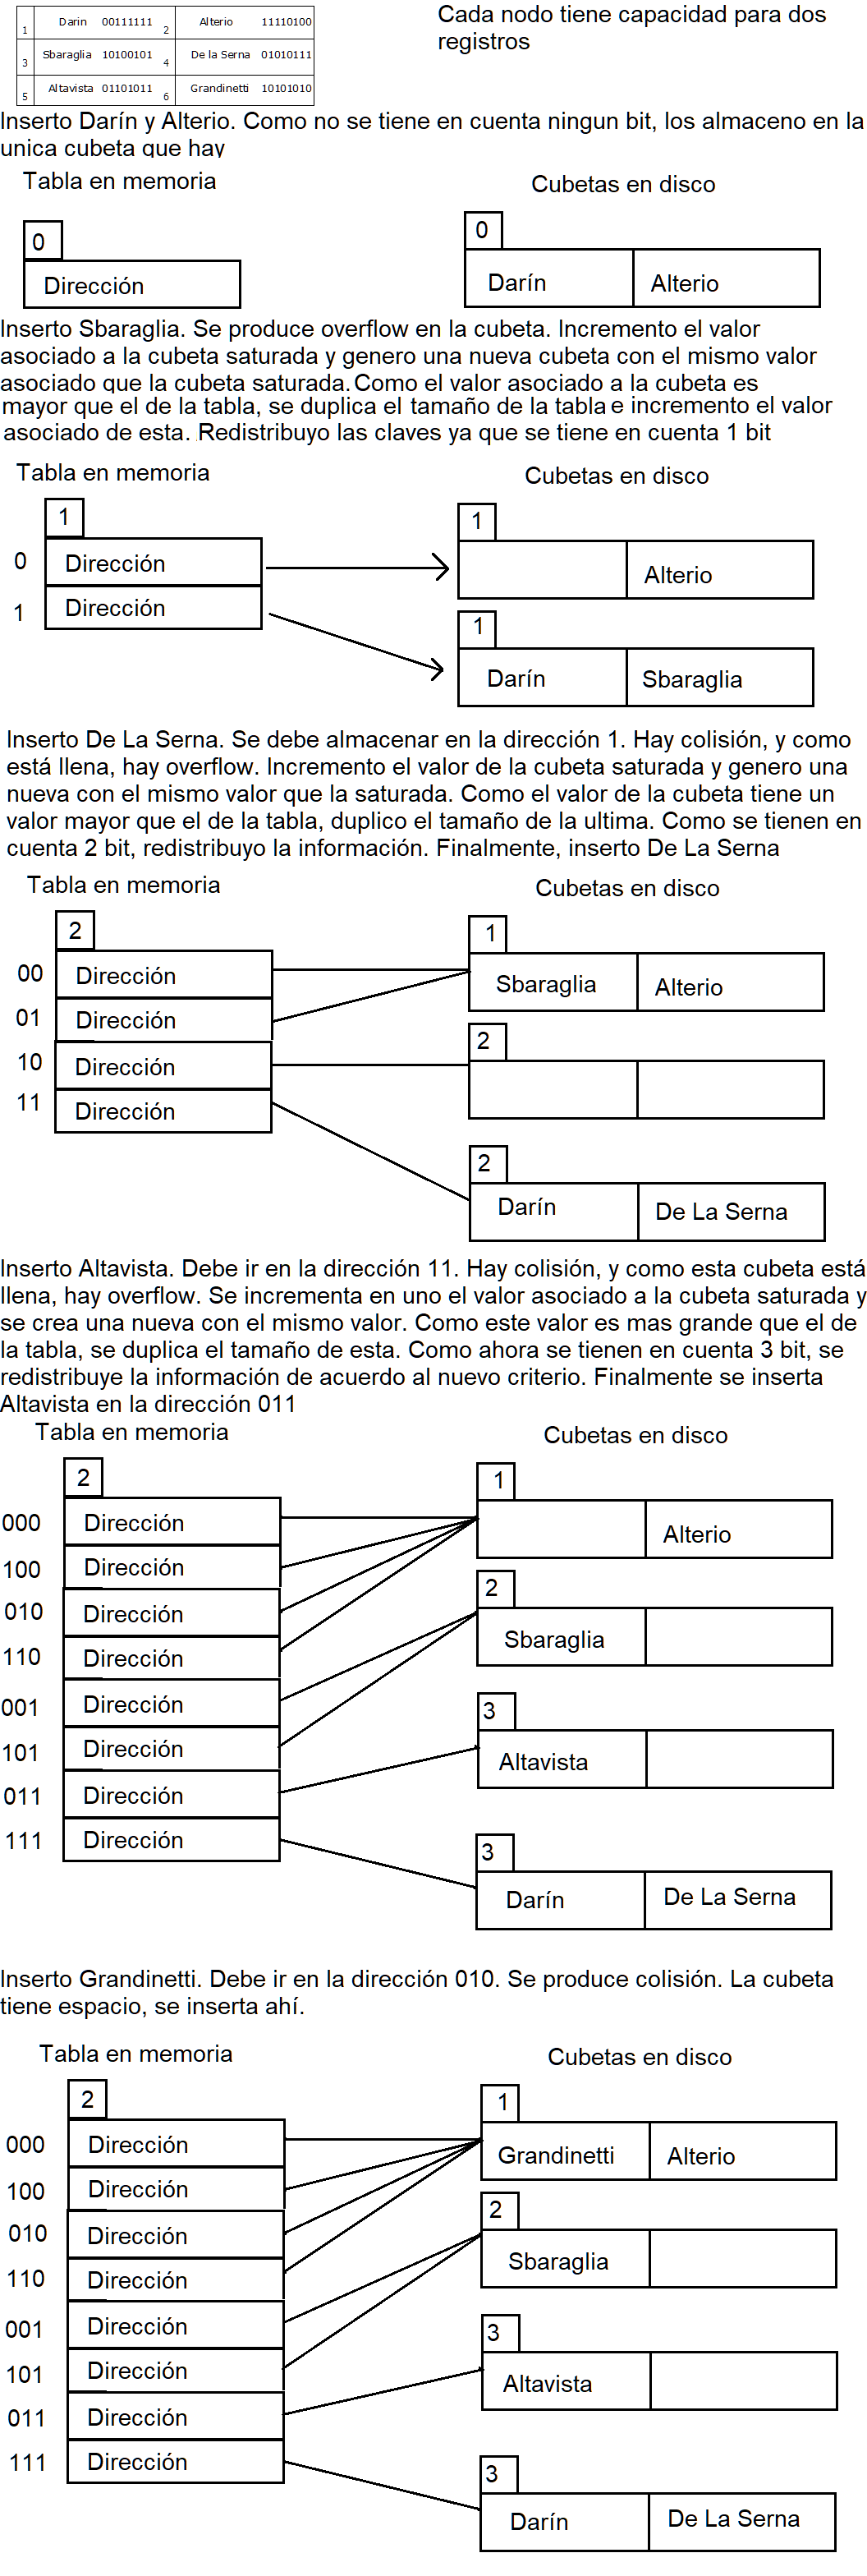 1 Darin 00111111 2 Alterio 11110100
3 Sbaraglia 10100101 4 De la Serna 01010111
5 Altavista 01101011 6 Grandinetti 10101010
Cada nodo tiene capacidad para dos
registros
Inserto Darín y Alterio. Como no se tiene en cuenta ningun bit, los almaceno en la
unica cubeta que hay
Tabla en memoria
Cubetas en disco
0
Dirección
0
Darín Alterio
Inserto Sbaraglia. Se produce overflow en la cubeta. Incremento el valor
asociado a la cubeta saturada y genero una nueva cubeta con el mismo valor
asociado que la cubeta saturada. Como el valor asociado a la cubeta es
mayor que el de la tabla, se duplica el tamaño de la tabla e incremento el valor
asociado de esta. Redistribuyo las claves ya que se tiene en cuenta 1 bit
Tabla en memoria
Cubetas en disco
1
0 Dirección
1 Dirección
1
Alterio
1
Darín Sbaraglia
Inserto De La Serna. Se debe almacenar en la dirección 1. Hay colisión, y como
está llena, hay overflow. Incremento el valor de la cubeta saturada y genero una
nueva con el mismo valor que la saturada. Como el valor de la cubeta tiene un
valor mayor que el de la tabla, duplico el tamaño de la ultima. Como se tienen en
cuenta 2 bit, redistribuyo la información. Finalmente, inserto De La Serna
Tabla en memoria
Cubetas en disco
2
00 Dirección
01 Dirección
10 Dirección
11 Dirección
1
Sbaraglia Alterio
2
2
Darín De La Serna
Inserto Altavista. Debe ir en la dirección 11. Hay colisión, y como esta cubeta está
llena, hay overflow. Se incrementa en uno el valor asociado a la cubeta saturada y
se crea una nueva con el mismo valor. Como este valor es mas grande que el de
la tabla, se duplica el tamaño de esta. Como ahora se tienen en cuenta 3 bit, se
redistribuye la información de acuerdo al nuevo criterio. Finalmente se inserta
Altavista en la dirección 011
Tabla en memoria
Cubetas en disco
2
000 Dirección
100 Dirección
010 Dirección
110 Dirección
001 Dirección
101 Dirección
011 Dirección
111 Dirección
1
Alterio
2
Sbaraglia
3
Altavista
3
Darín De La Serna
Inserto Grandinetti. Debe ir en la dirección 010. Se produce colisión. La cubeta
tiene espacio, se inserta ahí.
Tabla en memoria
Cubetas en disco
2
000 Dirección
100 Dirección
010 Dirección
110 Dirección
001 Dirección
101 Dirección
011 Dirección
111 Dirección
1
Grandinetti Alterio
2
Sbaraglia
3
Altavista
3
Darín De La Serna